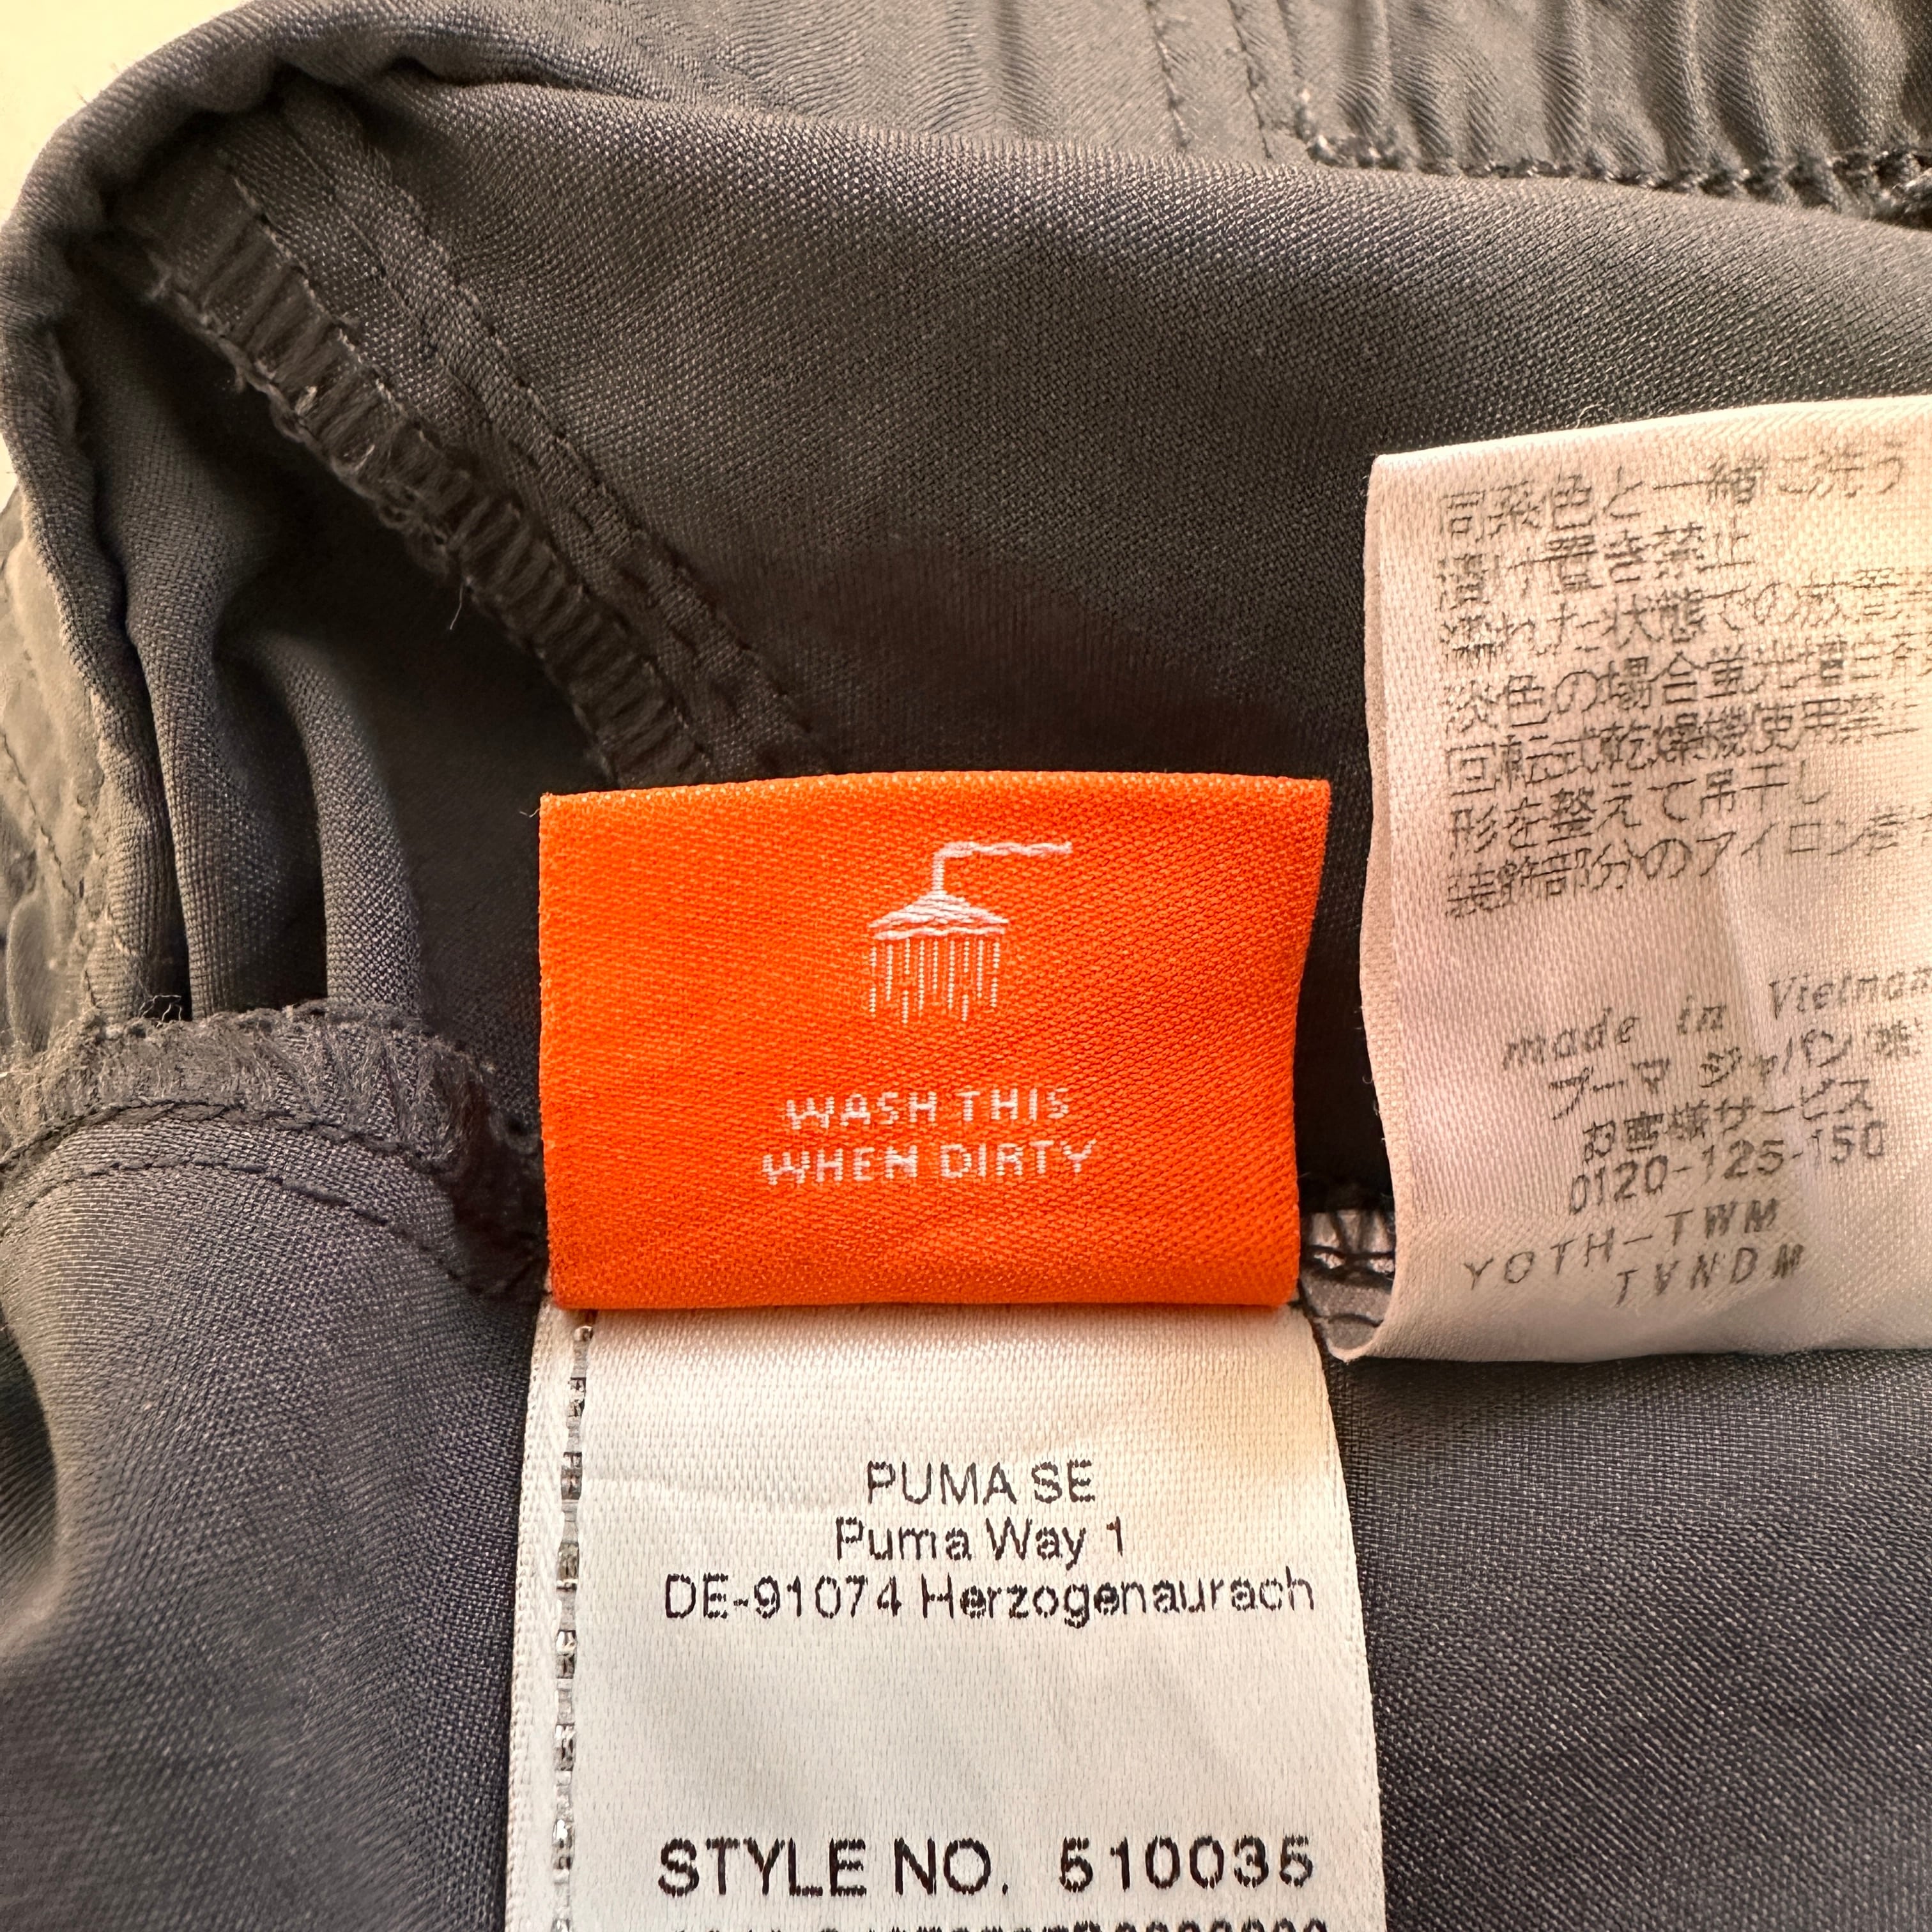 WASH THIS
WHEN DIRTY
PUMA SE
Puma Way 1
DE-91074 Herzogenaurach
STYLE NO. 510035
同系色と一緒に洗う
濡れ置き禁止
濡れた状態での放置
淡色の場合蛍光増白
回転式乾燥機使用禁止
形を整えて吊干し
装飾部分のアイロン
made in Vietnam
プーマ ジャパン 株
お客様サービス
0120-125-150
YOTH-TWM
TVNDM